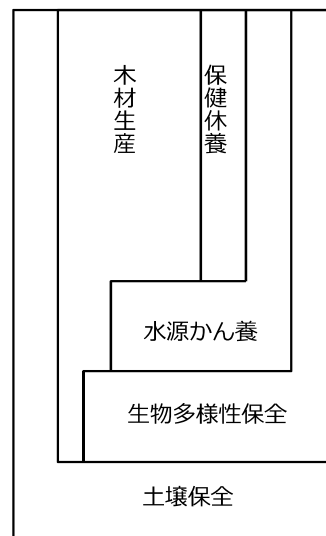 木材生産
保健休養
水源かん養
生物多様性保全
土壌保全